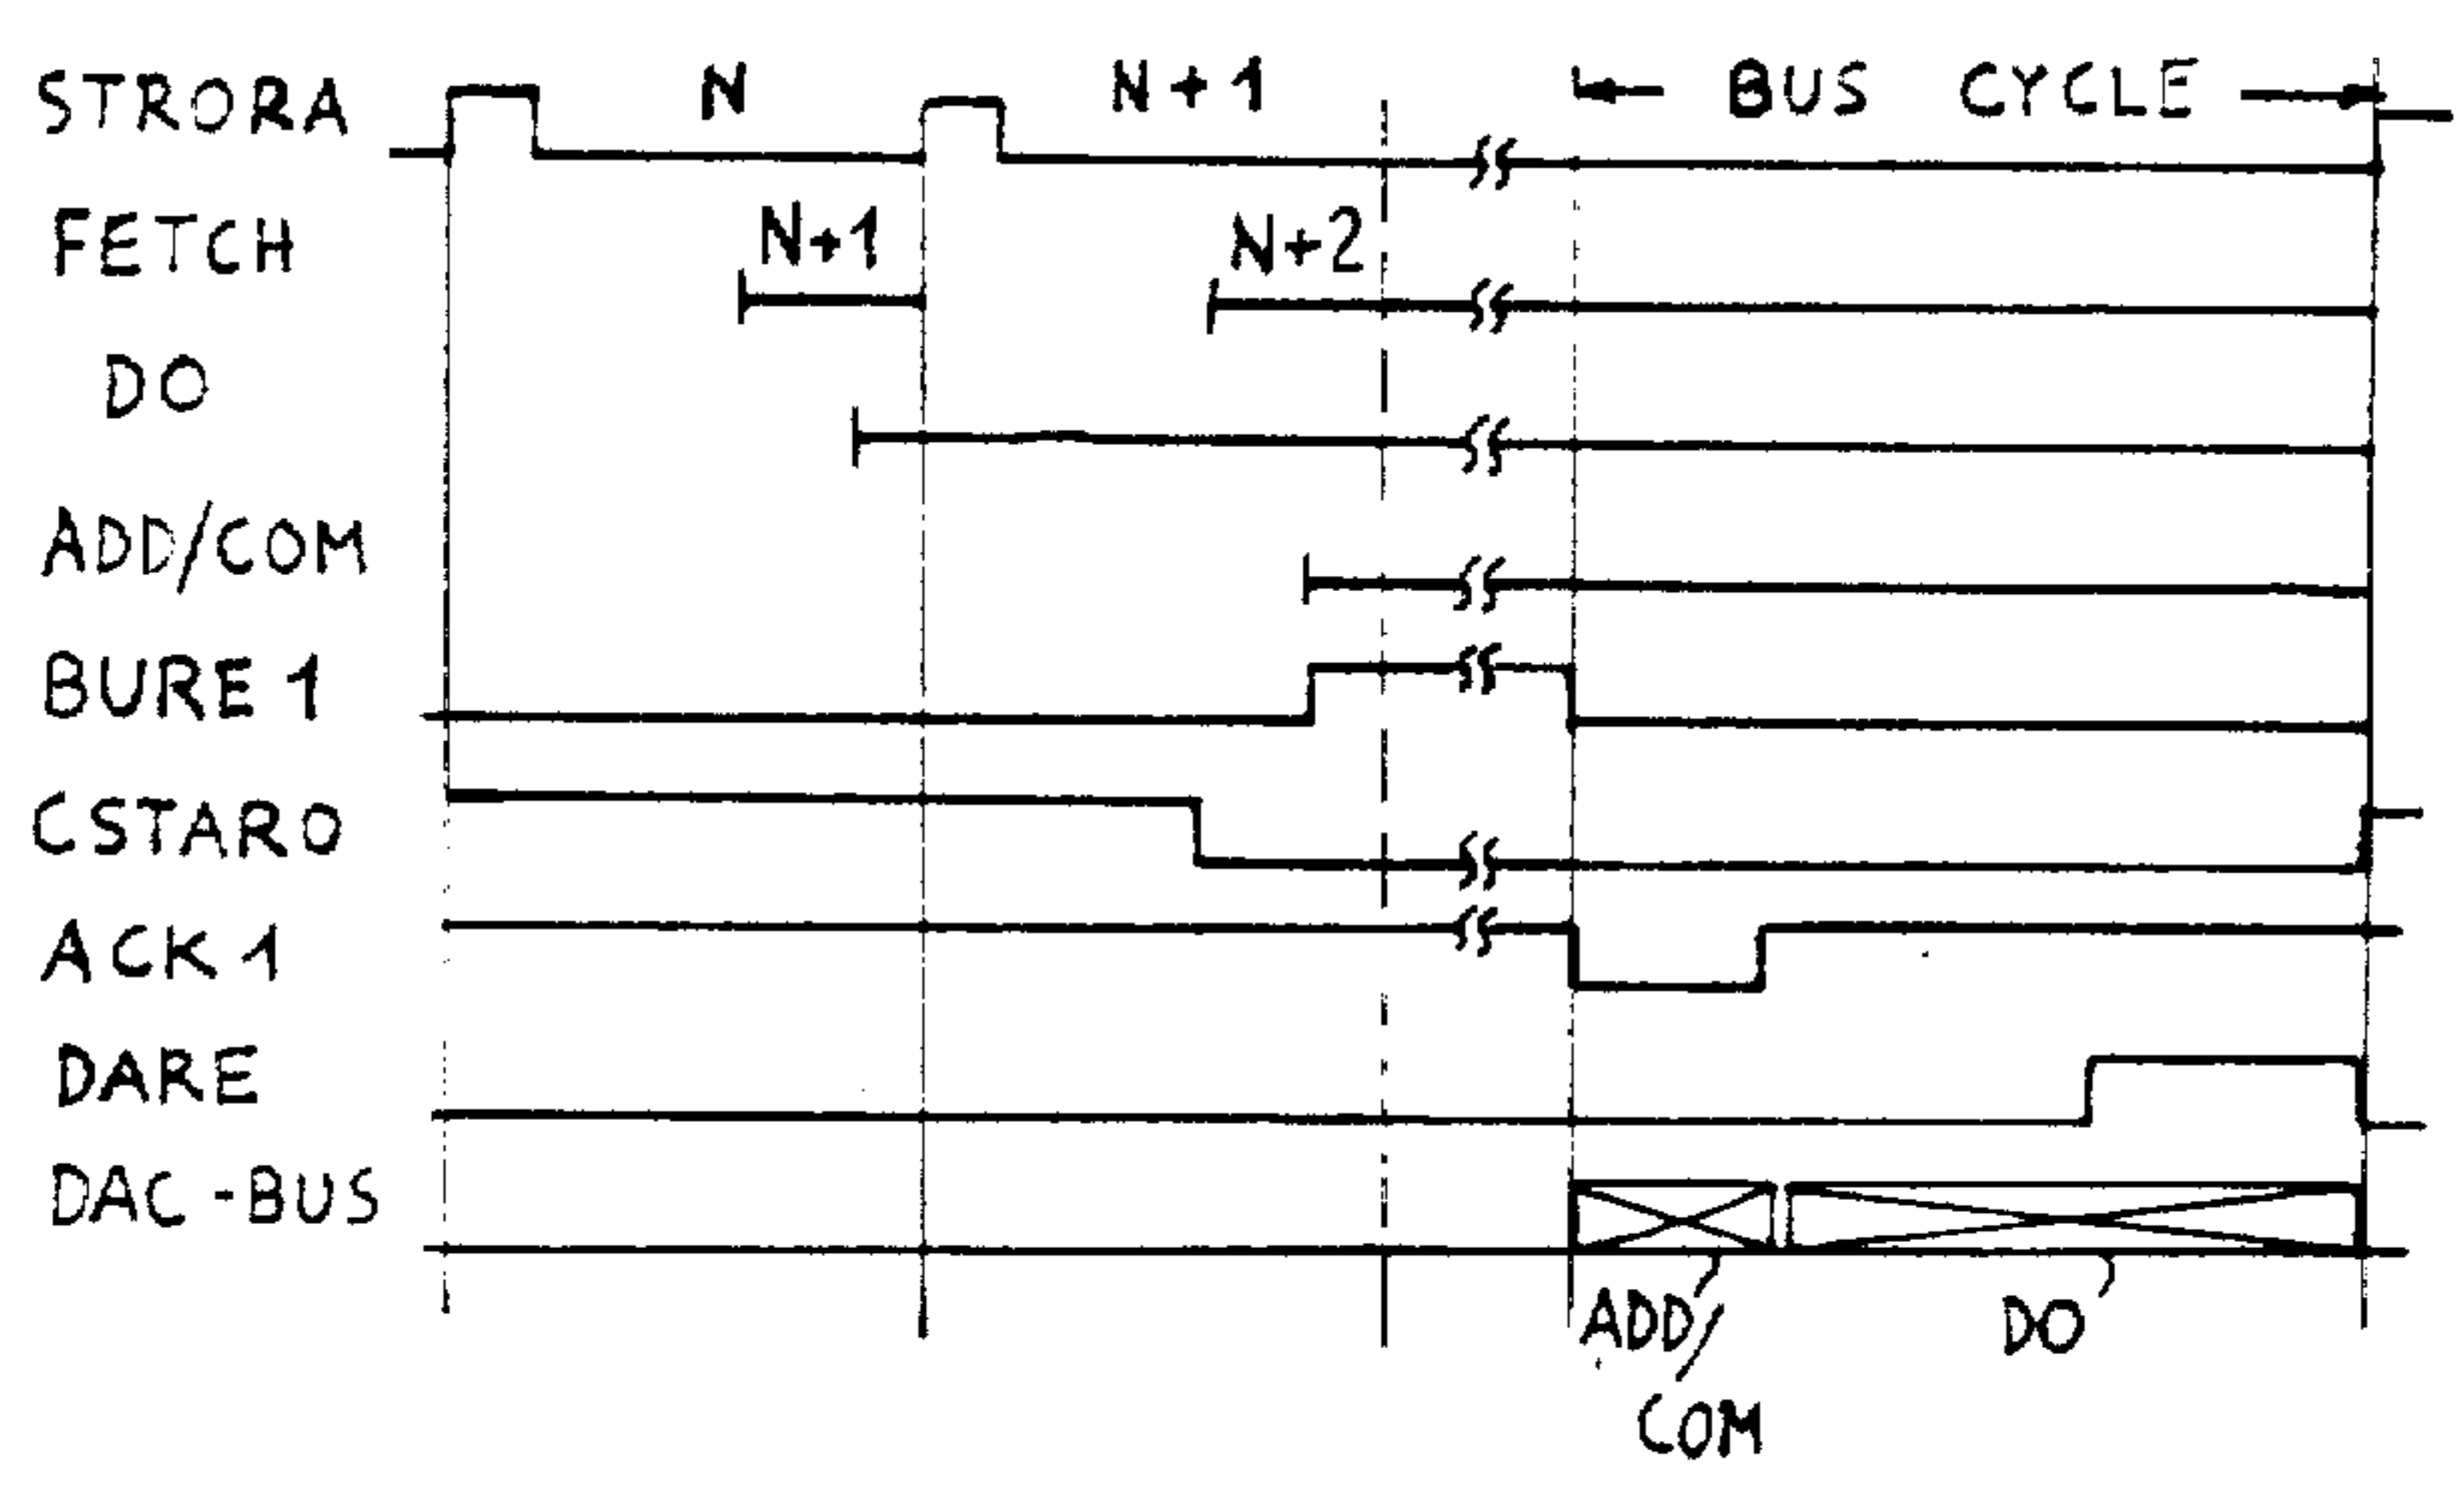 STRORA N N+1 BUS CYCLE
FETCH N+1 N+2
DO
ADD/COM
BURE 1
CSTARO
ACK 1
DARE
DAC-BUS
ADD/ DO
COM